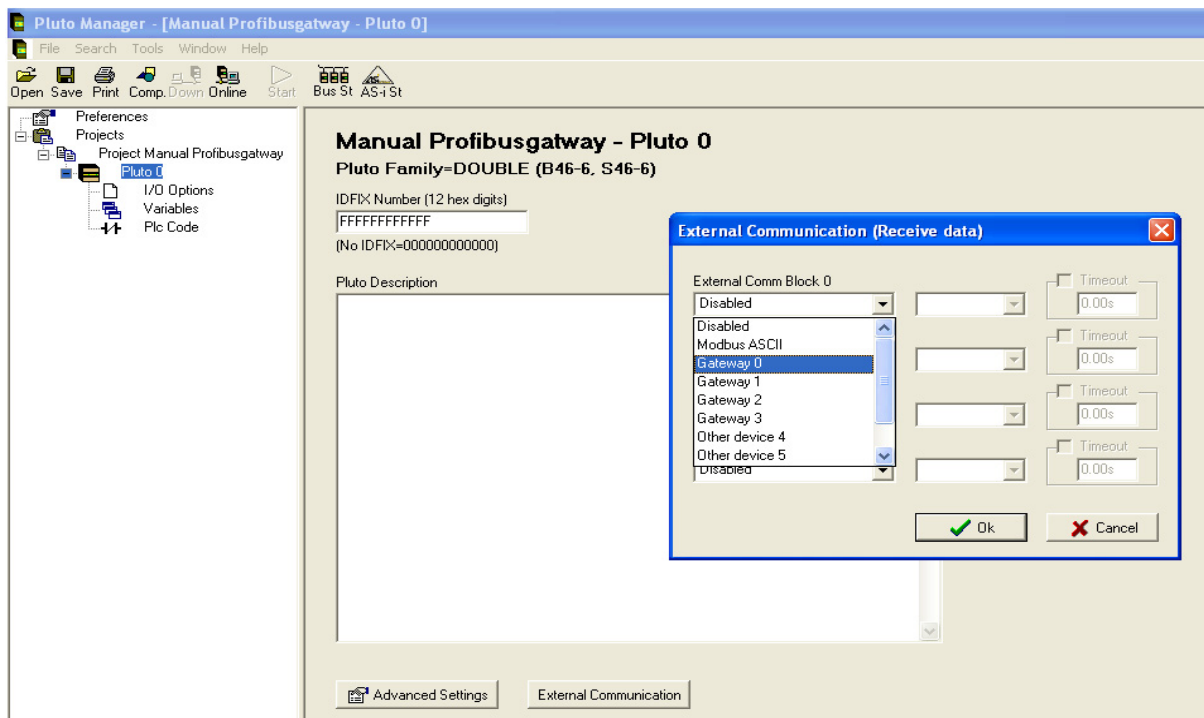 Pluto Manager - [Manual Profibusgatway - Pluto 0]
File Search Tools Window Help
Open Save Print Comp. Down Online Start Bus St AS-i St
Preferences
Projects
Project Manual Profibusgatway
Pluto 0
I/O Options
Variables
Plc Code
Manual Profibusgatway - Pluto 0
Pluto Family=DOUBLE (B46-6, S46-6)
IDFIX Number (12 hex digits)
FFFFFFFFFFFF
(No IDFIX=000000000000)
Pluto Description
Advanced Settings
External Communication
External Communication (Receive data)
External Comm Block 0
Disabled
Timeout
0.00s
Disabled
Modbus ASCII
Gateway 0
Gateway 1
Gateway 2
Gateway 3
Other device 4
Other device 5
Timeout
0.00s
Timeout
0.00s
Disabled
Timeout
0.00s
Ok
Cancel